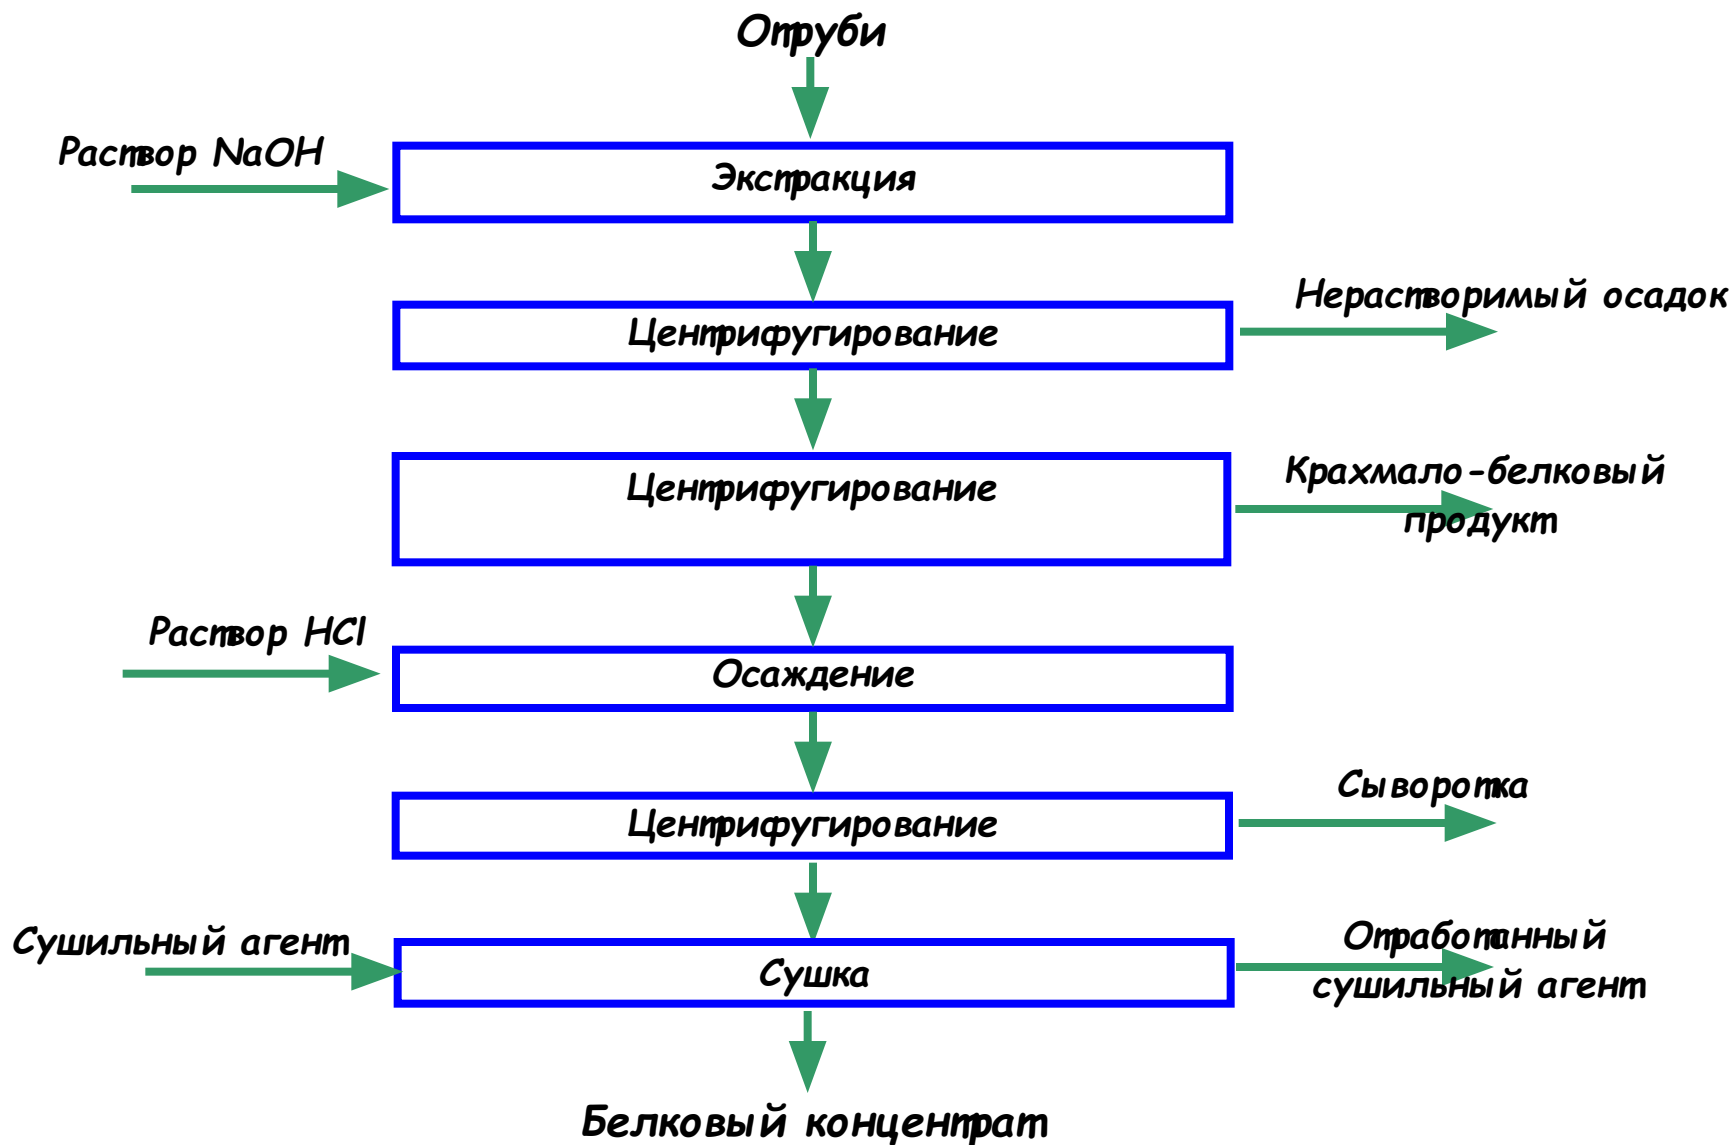 Отруби
Раствор NaOH
Экстракция
Нерастворимый осадок
Центрифугирование
Крахмало-белковый
продукт
Центрифугирование
Раствор HCl
Осаждение
Сыворотка
Центрифугирование
Сушильный агент
Отработанный
сушильный агент
Сушка
Белковый концентрат